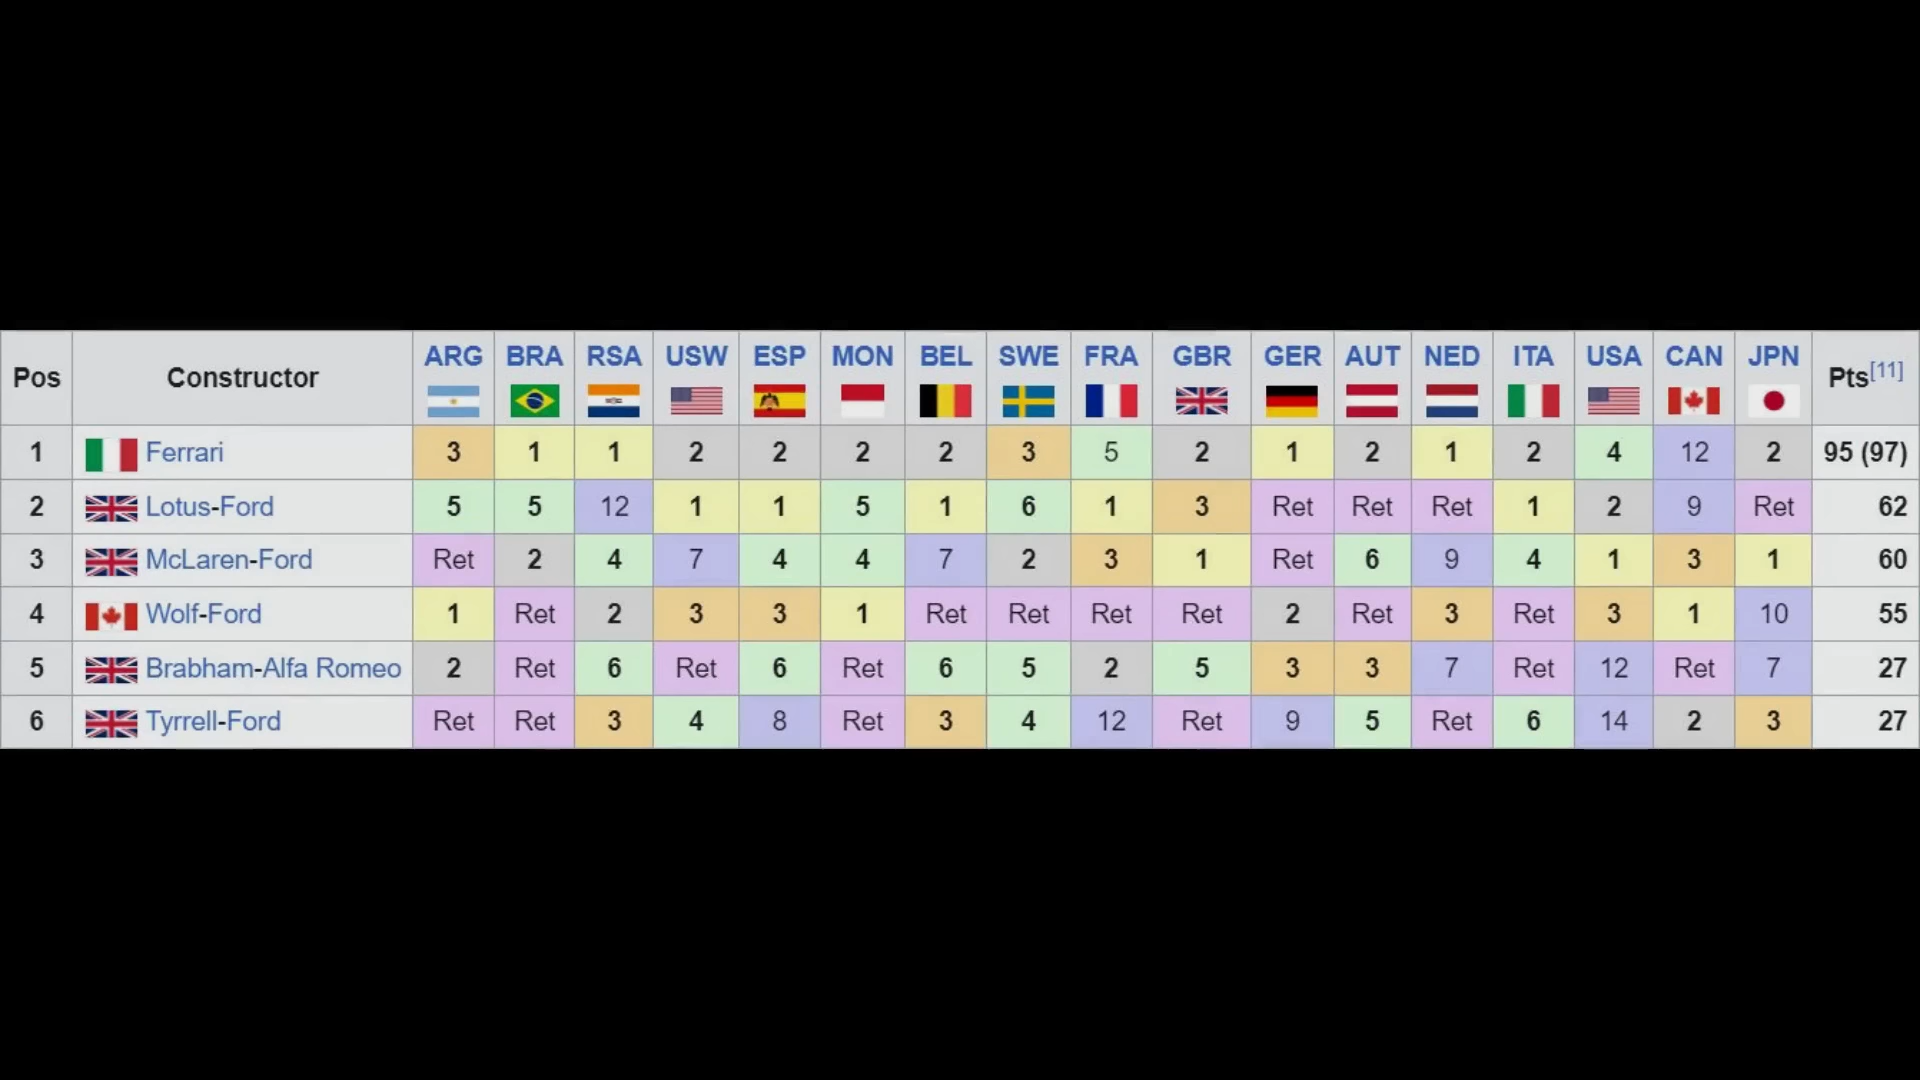 Pos Constructor ARG BRA RSA USW ESP MON BEL SWE FRA GBR GER AUT NED ITA USA CAN JPN Pts[11]
1 Ferrari 3 1 1 2 2 2 2 3 5 2 1 2 1 2 4 12 2 95 (97)
2 Lotus-Ford 5 5 12 1 1 5 1 6 1 3 Ret Ret Ret 1 2 9 Ret 62
3 McLaren-Ford Ret 2 4 7 4 4 7 2 3 1 Ret 6 9 4 1 3 1 60
4 Wolf-Ford 1 Ret 2 3 3 1 Ret Ret Ret Ret 2 Ret 3 Ret 3 1 10 55
5 Brabham-Alfa Romeo 2 Ret 6 Ret 6 Ret 6 5 2 5 3 3 7 Ret 12 Ret 7 27
6 Tyrrell-Ford Ret Ret 3 4 8 Ret 3 4 12 Ret 9 5 Ret 6 14 2 3 27